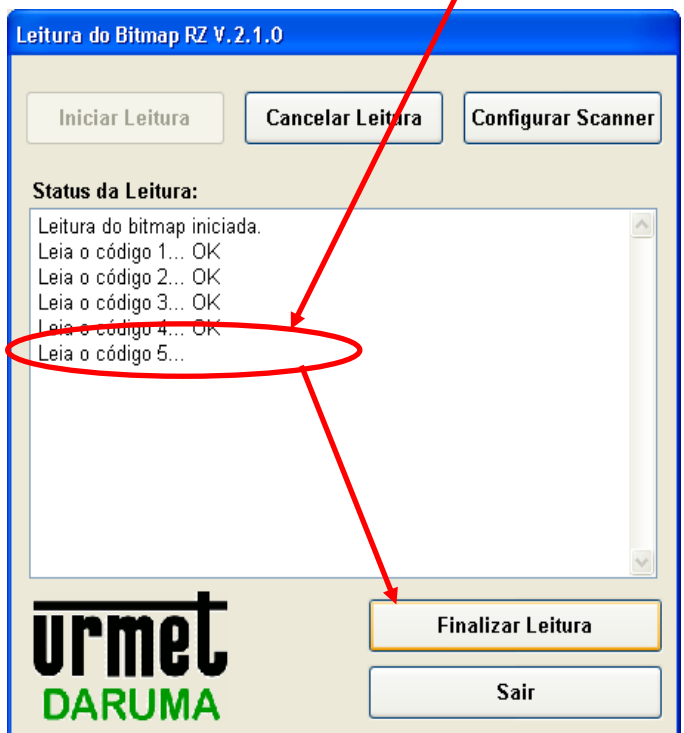 Leitura do Bitmap RZ V.2.1.0
Iniciar Leitura
Cancelar Leitura
Configurar Scanner
Status da Leitura:
Leitura do bitmap iniciada.
Leia o código 1... OK
Leia o código 2... OK
Leia o código 3... OK
Leia o código 4... OK
Leia o código 5...
Finalizar Leitura
urmet
DARUMA
Sair